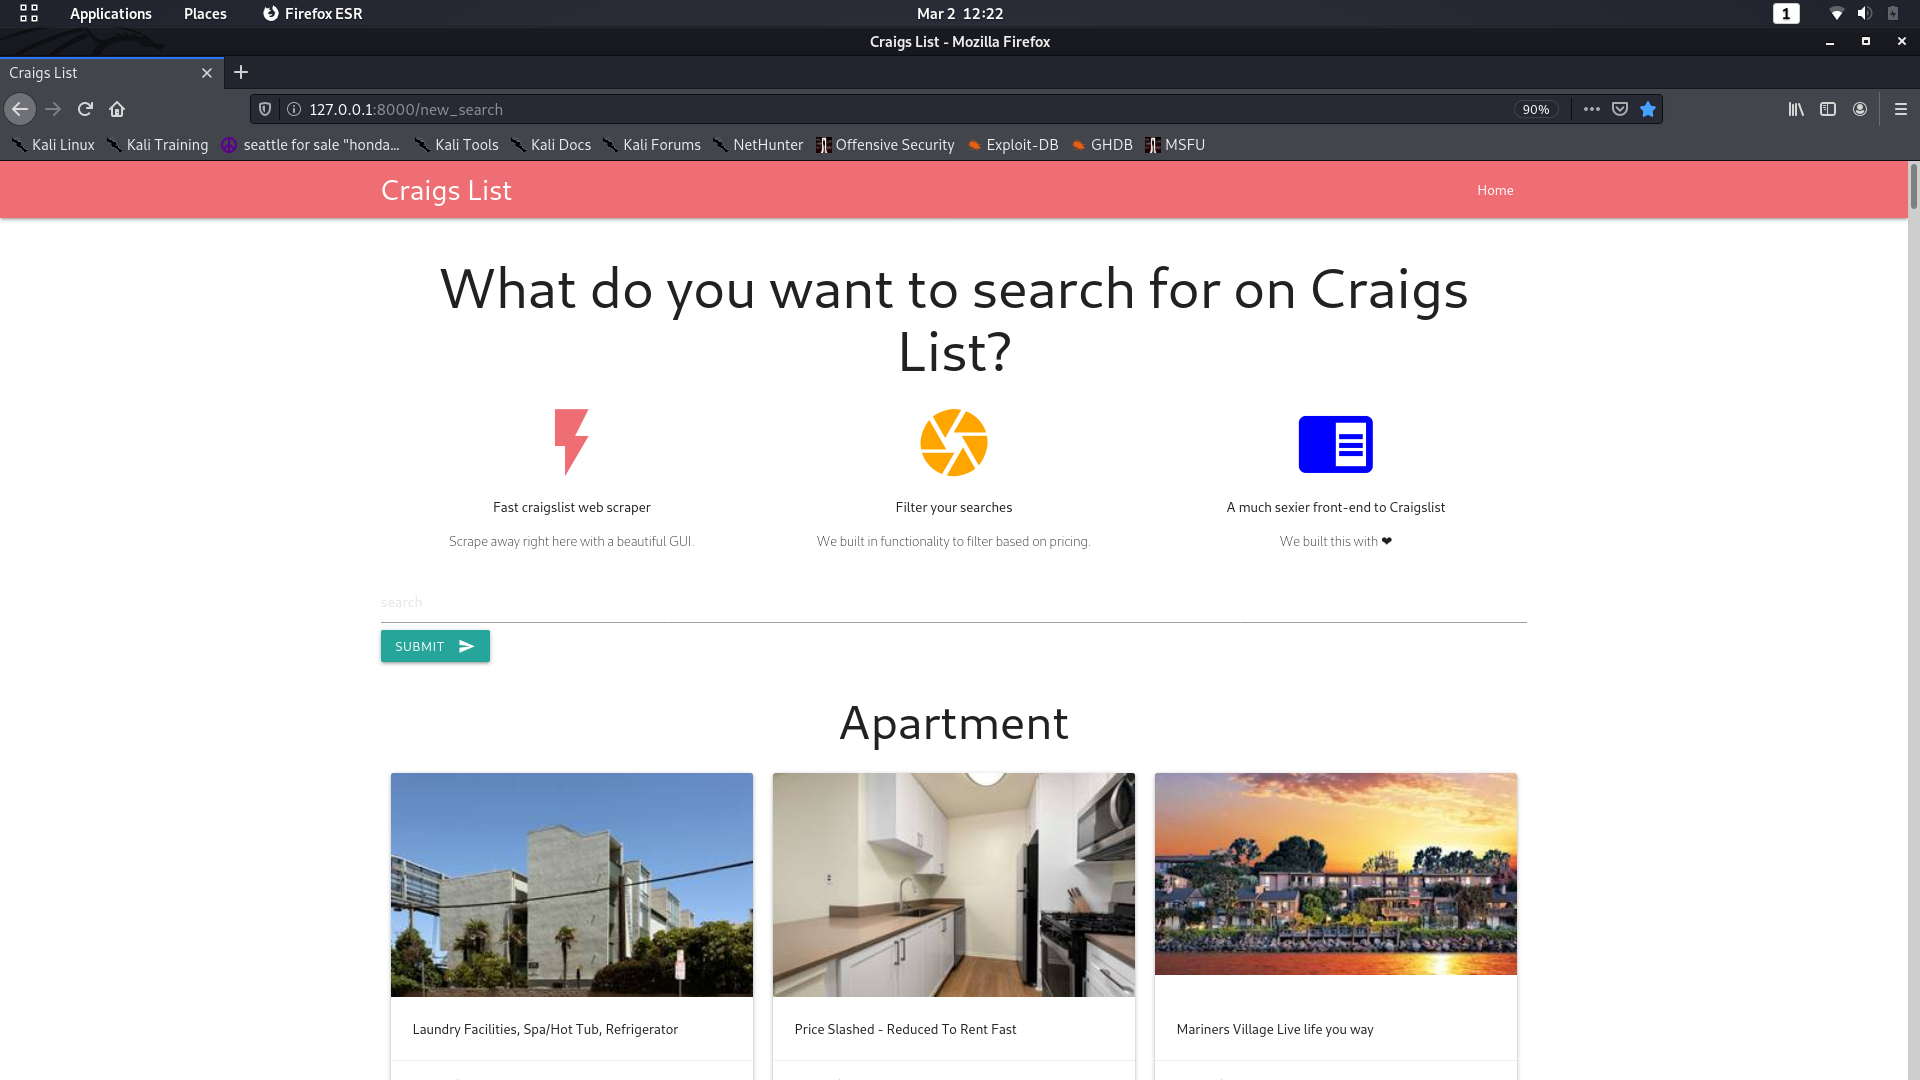 Applications Places Firefox ESR Mar 2 12:22 1
Craigs List - Mozilla Firefox
Craigs List
127.0.0.1:8000/new_search 90%
Kali Linux Kali Training seattle for sale "honda... Kali Tools Kali Docs Kali Forums NetHunter Offensive Security Exploit-DB GHDB MSFU
Craigs List Home
What do you want to search for on Craigs
List?
Fast craigslist web scraper Filter your searches A much sexier front-end to Craigslist
Scrape away right here with a beautiful GUI. We built in functionality to filter based on pricing. We built this with ❤
search
SUBMIT
Apartment
Laundry Facilities, Spa/Hot Tub, Refrigerator Price Slashed - Reduced To Rent Fast Mariners Village Live life you way